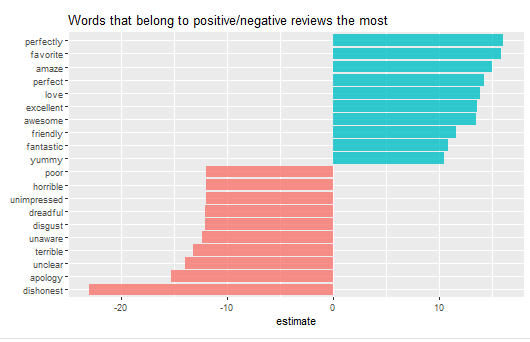 Words that belong to positive/negative reviews the most
perfectly
favorite
amaze
perfect
love
excellent
awesome
friendly
fantastic
yummy
poor
horrible
unimpressed
dreadful
disgust
unaware
terrible
unclear
apology
dishonest
-20 -10 0 10
estimate